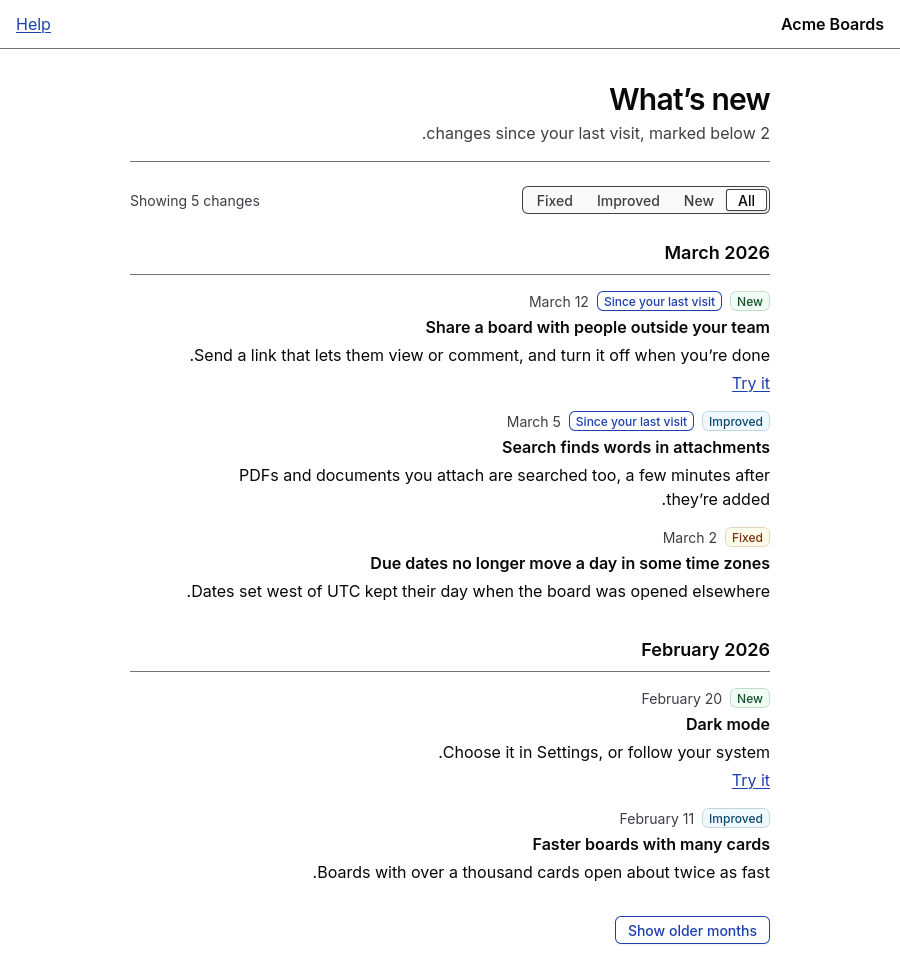 Help
Acme Boards
What's new
.changes since your last visit, marked below 2
Showing 5 changes
Fixed Improved New All
March 2026
March 12 Since your last visit New
Share a board with people outside your team
.Send a link that lets them view or comment, and turn it off when you're done
Try it
March 5 Since your last visit Improved
Search finds words in attachments
PDFs and documents you attach are searched too, a few minutes after
.they're added
March 2 Fixed
Due dates no longer move a day in some time zones
.Dates set west of UTC kept their day when the board was opened elsewhere
February 2026
February 20 New
Dark mode
.Choose it in Settings, or follow your system
Try it
February 11 Improved
Faster boards with many cards
.Boards with over a thousand cards open about twice as fast
Show older months